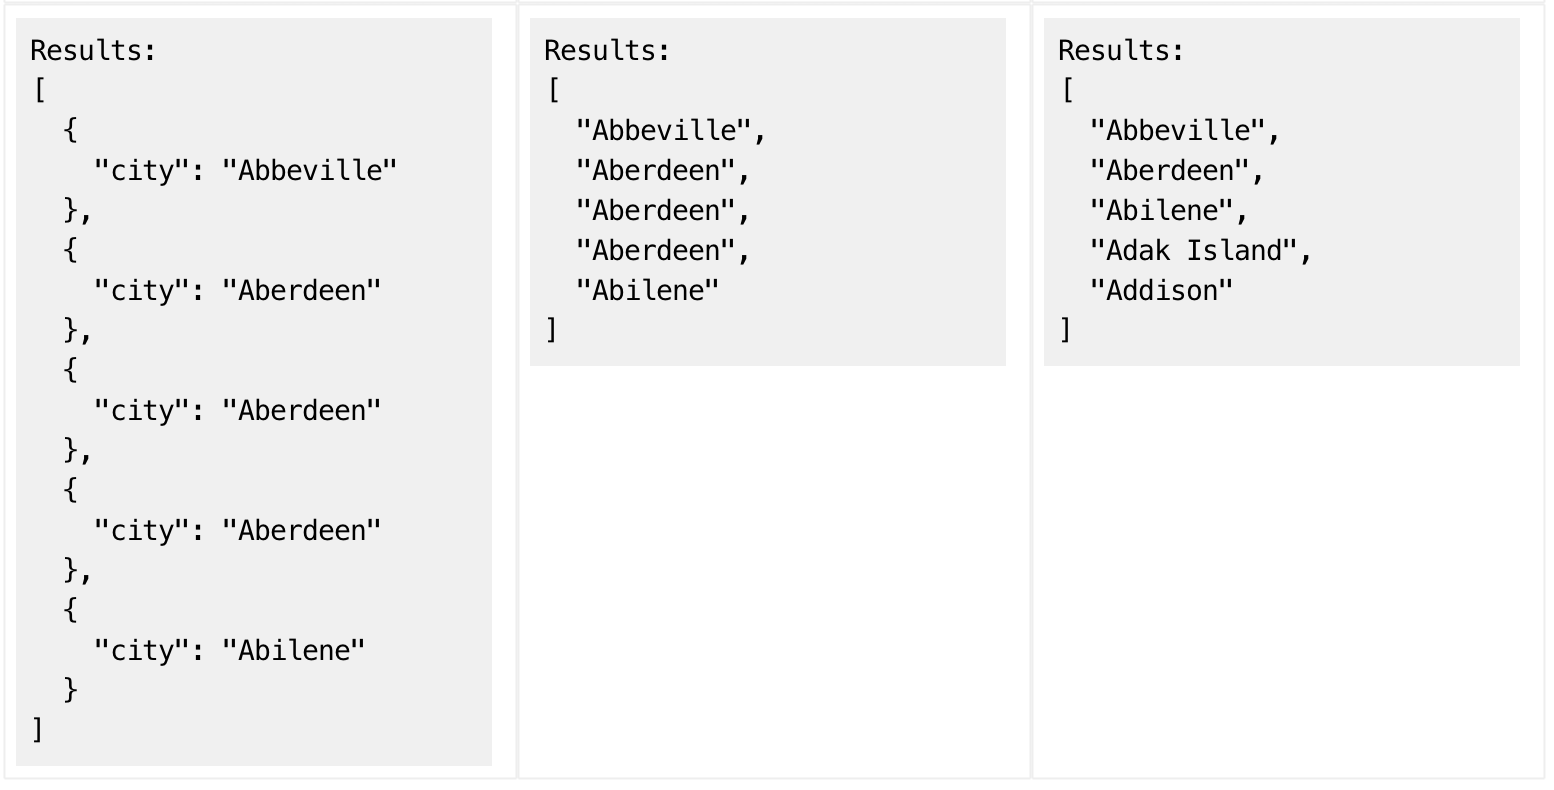 Results:
[
  {
    "city": "Abbeville"
  },
  {
    "city": "Aberdeen"
  },
  {
    "city": "Aberdeen"
  },
  {
    "city": "Aberdeen"
  },
  {
    "city": "Abilene"
  }
]
Results:
[
  "Abbeville",
  "Aberdeen",
  "Aberdeen",
  "Aberdeen",
  "Abilene"
]
Results:
[
  "Abbeville",
  "Aberdeen",
  "Abilene",
  "Adak Island",
  "Addison"
]